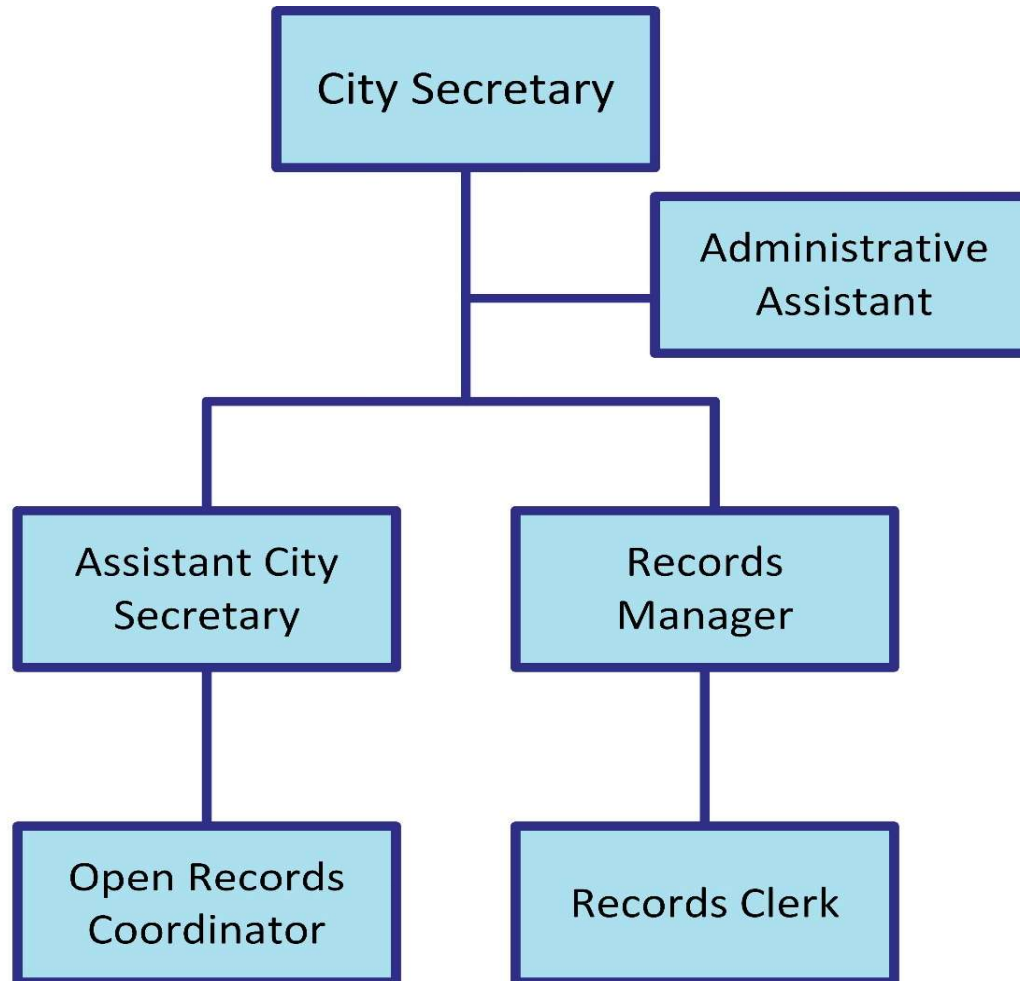 City Secretary
Administrative
Assistant
Assistant City
Secretary
Records
Manager
Open Records
Coordinator
Records Clerk